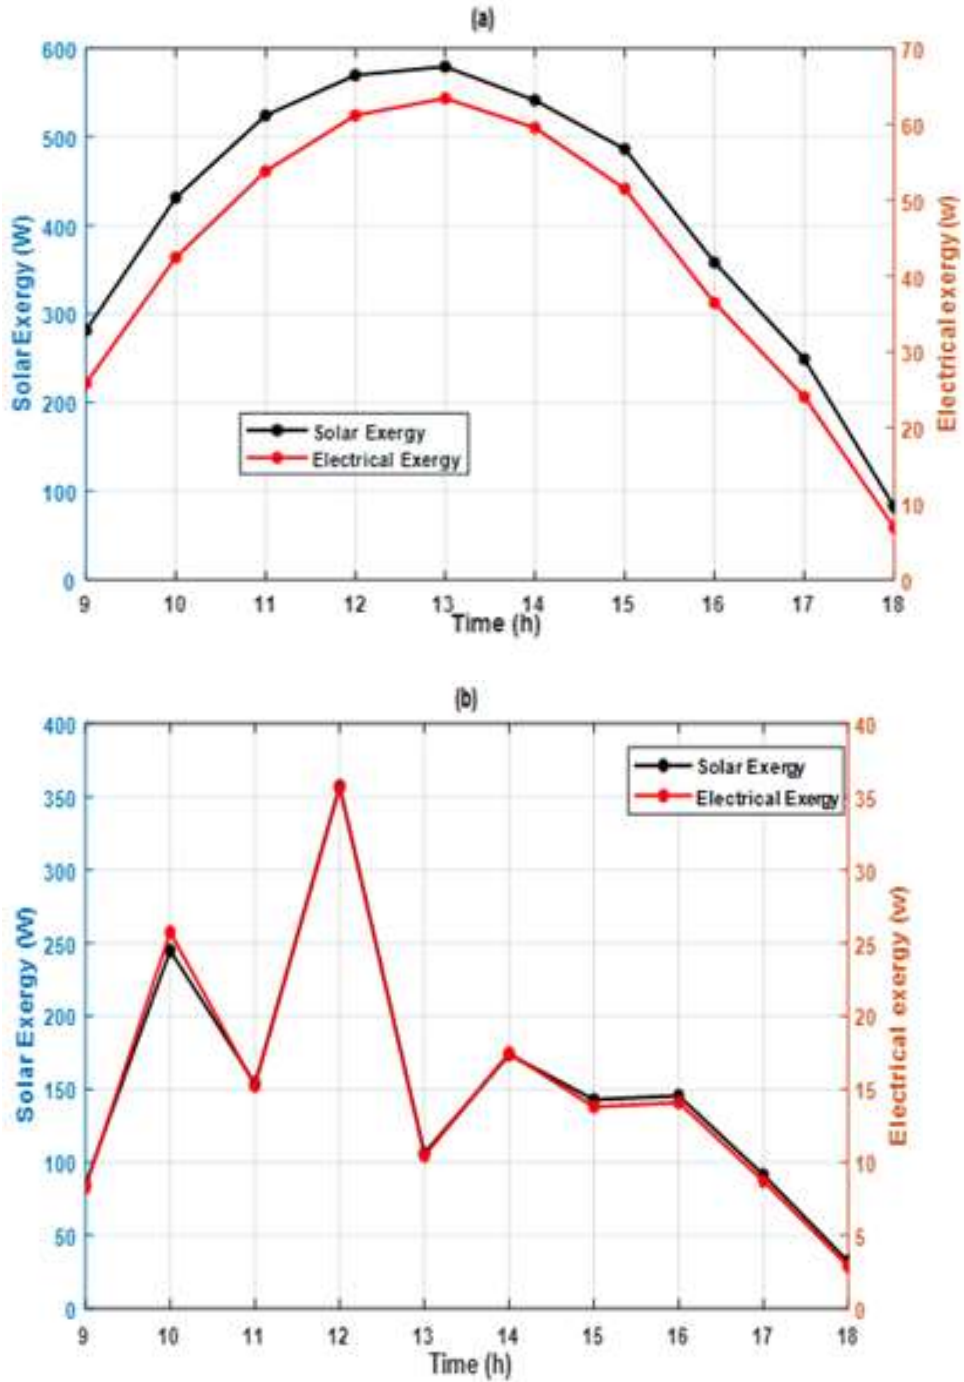 (a)
600
500
400
300
200
100
0
Solar Exergy (W)
70
60
50
40
30
20
10
0
Electrical exergy (w)
Solar Exergy
Electrical Exergy
9 10 11 12 13 14 15 16 17 18
Time (h)
(b)
400
350
300
250
200
150
100
50
0
Solar Exergy (W)
40
35
30
25
20
15
10
5
0
Electrical exergy (w)
Solar Exergy
Electrical Exergy
9 10 11 12 13 14 15 16 17 18
Time (h)